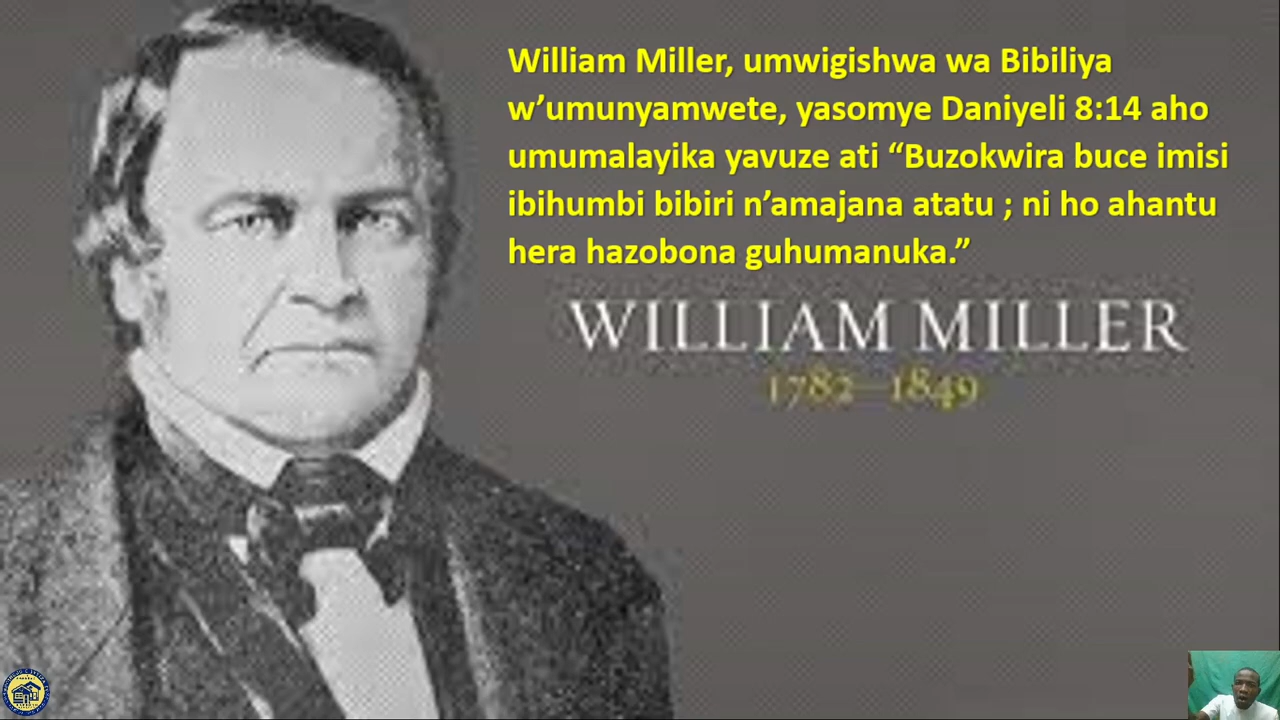 William Miller, umwigishwa wa Bibiliya
w’umunyamwete, yasomye Daniyeli 8:14 aho
umumalayika yavuze ati “Buzokwira buce imisi
ibihumbi bibiri n’amajana atatu ; ni ho ahantu
hera hazobona guhumanuka.”
WILLIAM MILLER
1782–1849